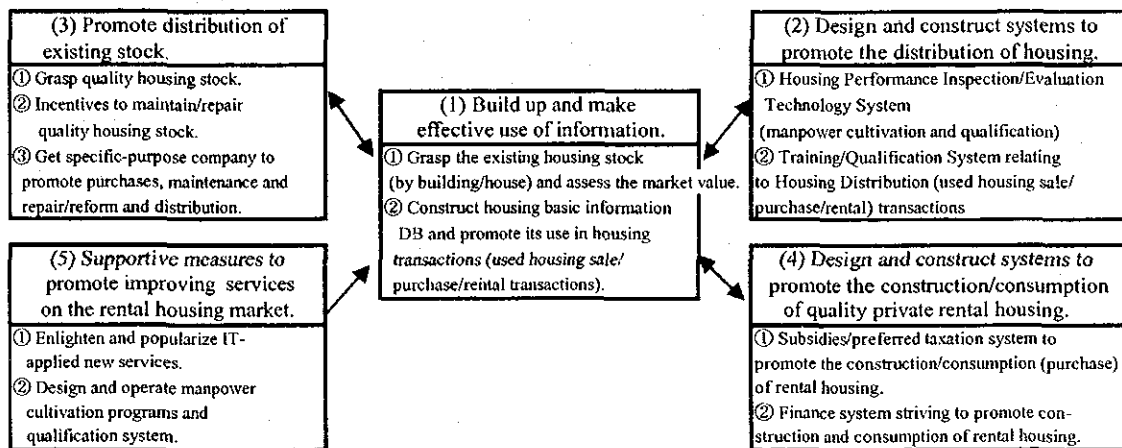 (3) Promote distribution of
existing stock.
① Grasp quality housing stock.
② Incentives to maintain/repair
quality housing stock.
③ Get specific-purpose company to
promote purchases, maintenance and
repair/reform and distribution.
(2) Design and construct systems to
promote the distribution of housing.
① Housing Performance Inspection/Evaluation
Technology System
(manpower cultivation and qualification)
② Training/Qualification System relating
to Housing Distribution (used housing sale/
purchase/rental) transactions
(1) Build up and make
effective use of information.
① Grasp the existing housing stock
(by building/house) and assess the market value.
② Construct housing basic information
DB and promote its use in housing
transactions (used housing sale/
purchase/rental transactions).
(5) Supportive measures to
promote improving services
on the rental housing market.
① Enlighten and popularize IT-
applied new services.
② Design and operate manpower
cultivation programs and
qualification system.
(4) Design and construct systems to
promote the construction/consumption
of quality private rental housing.
① Subsidies/preferred taxation system to
promote the construction/consumption (purchase)
of rental housing.
② Finance system striving to promote con-
struction and consumption of rental housing.